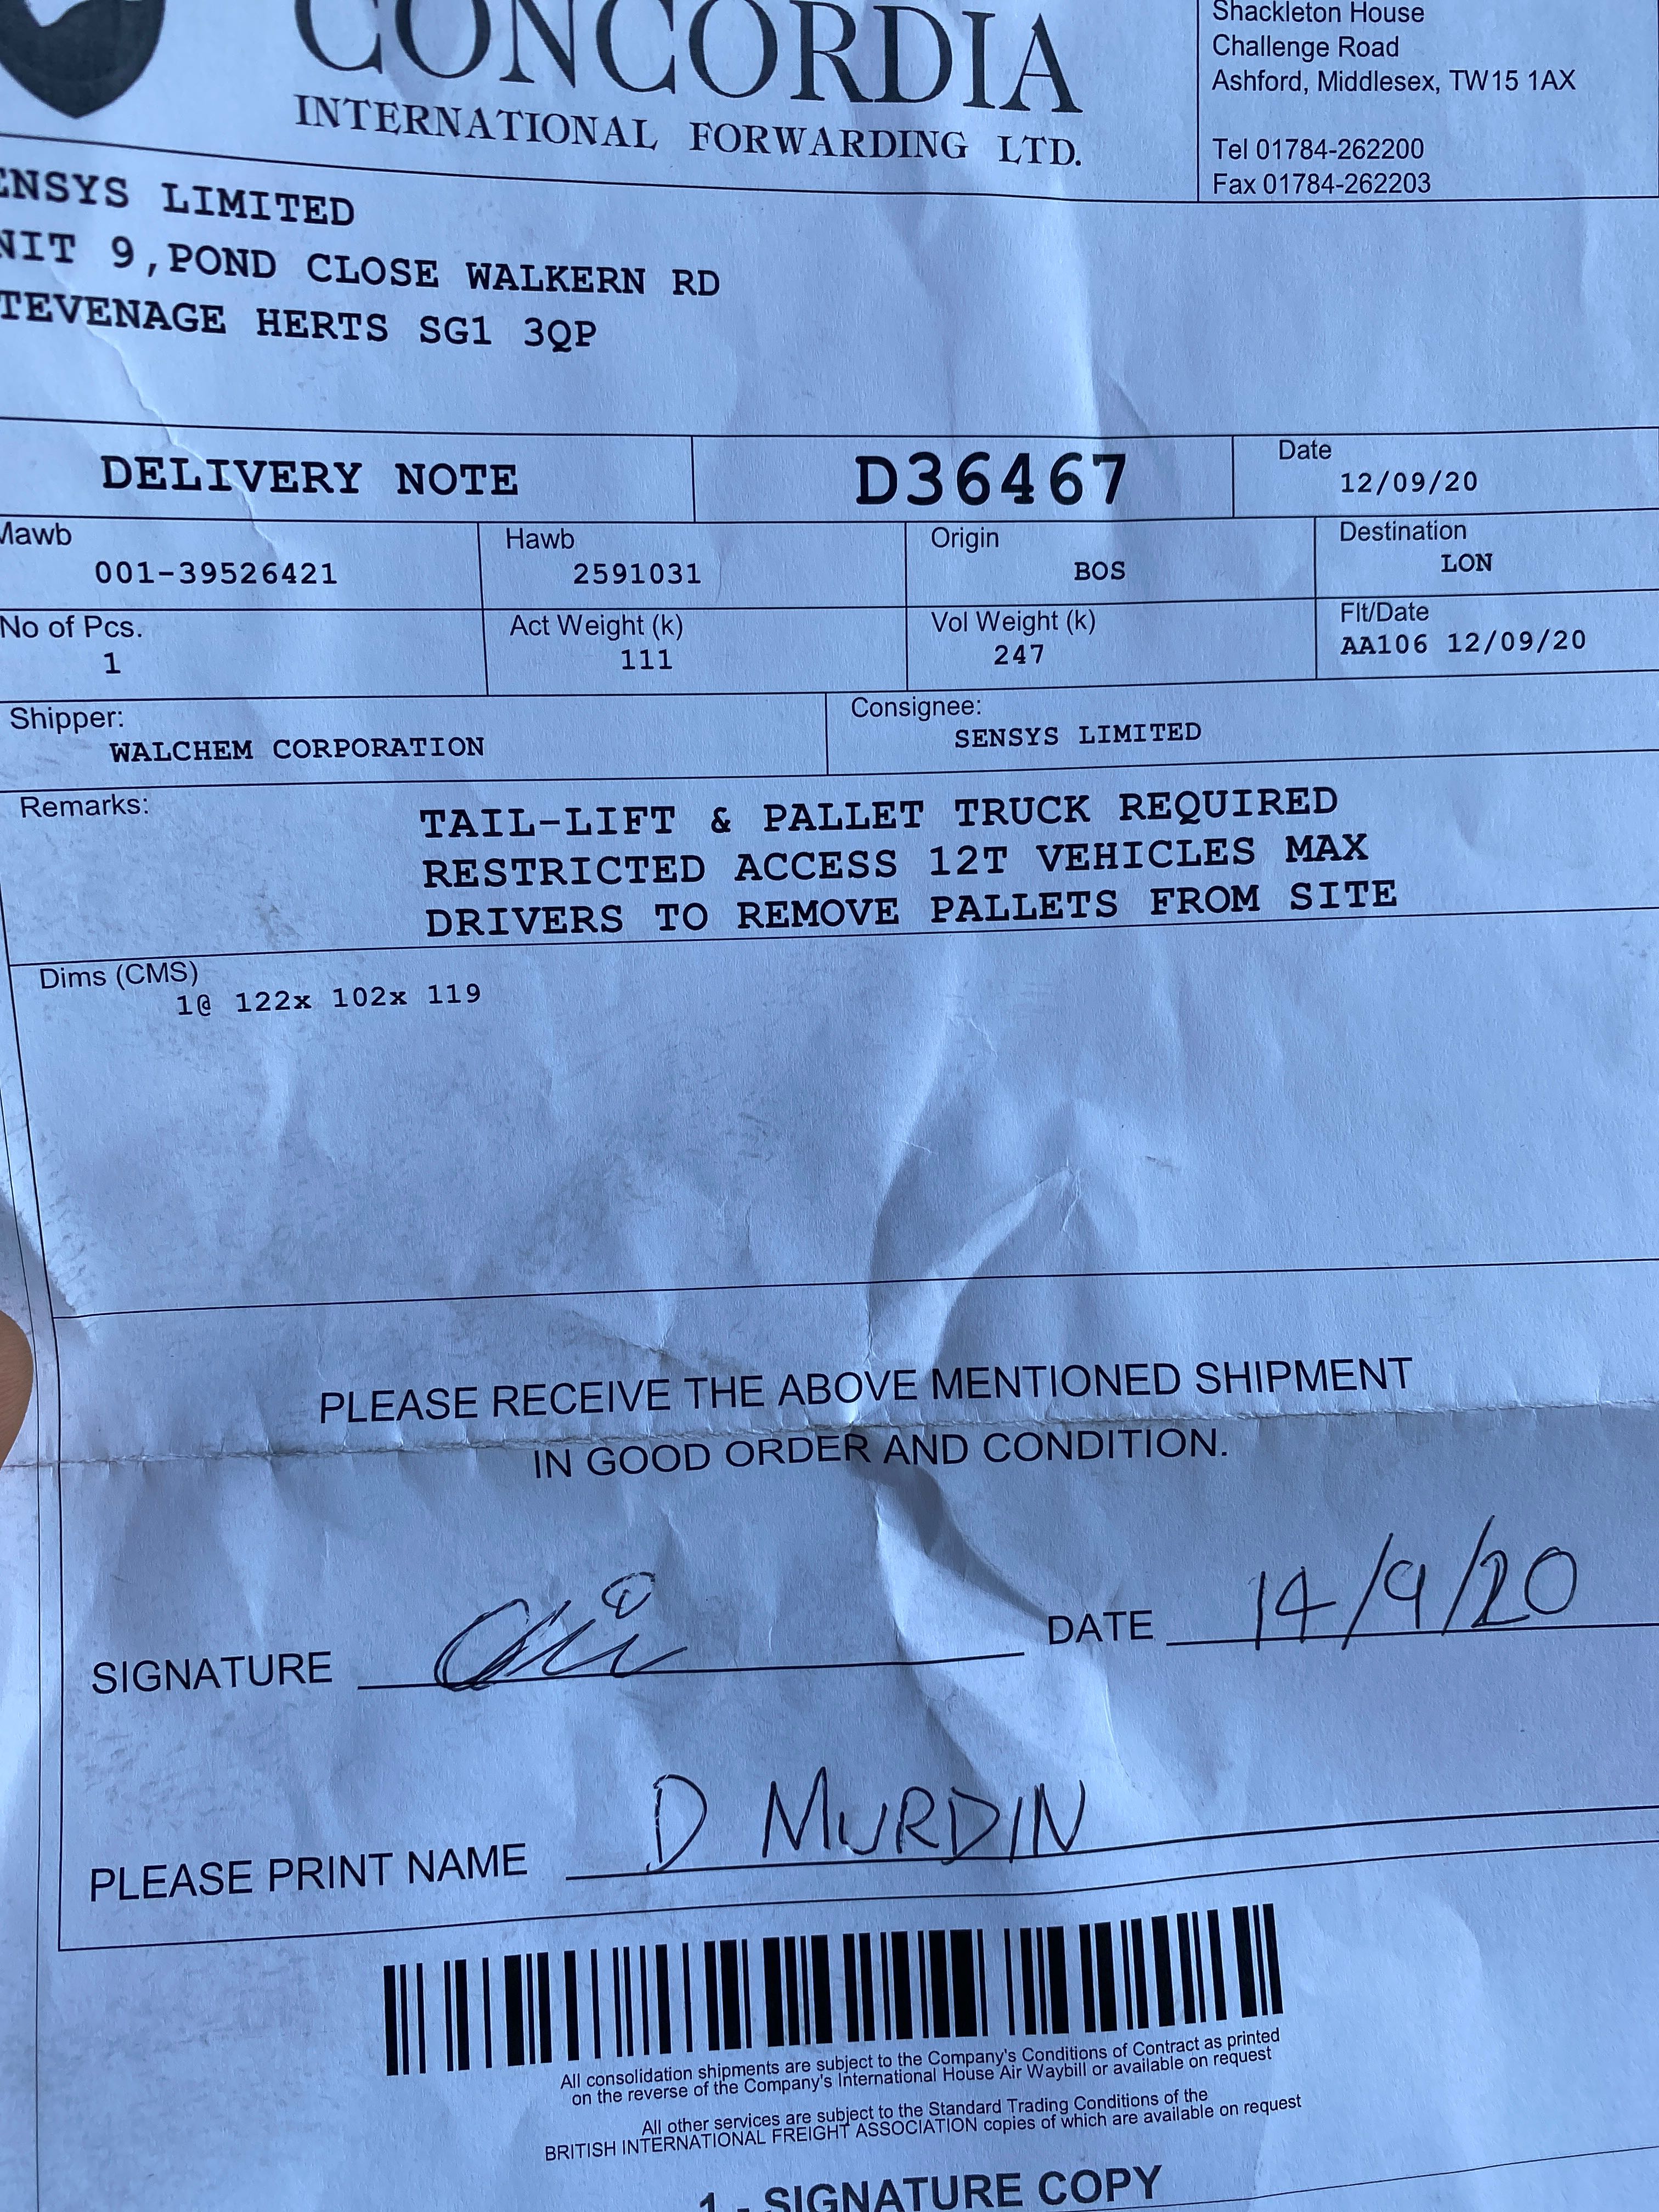 CONCORDIA
INTERNATIONAL FORWARDING LTD.
Shackleton House
Challenge Road
Ashford, Middlesex, TW15 1AX
Tel 01784-262200
Fax 01784-262203
ENSYS LIMITED
NIT 9,POND CLOSE WALKERN RD
TEVENAGE HERTS SG1 3QP
DELIVERY NOTE
D36467
Date
12/09/20
Mawb
001-39526421
Hawb
2591031
Origin
BOS
Destination
LON
No of Pcs.
1
Act Weight (k)
111
Vol Weight (k)
247
Flt/Date
AA106 12/09/20
Shipper:
WALCHEM CORPORATION
Consignee:
SENSYS LIMITED
Remarks:
TAIL-LIFT & PALLET TRUCK REQUIRED
RESTRICTED ACCESS 12T VEHICLES MAX
DRIVERS TO REMOVE PALLETS FROM SITE
Dims (CMS)
1@ 122x 102x 119
PLEASE RECEIVE THE ABOVE MENTIONED SHIPMENT
IN GOOD ORDER AND CONDITION.
SIGNATURE
DATE 14/9/20
PLEASE PRINT NAME D MURDIN
All consolidation shipments are subject to the Company's Conditions of Contract as printed
on the reverse of the Company's International House Air Waybill or available on request
All other services are subject to the Standard Trading Conditions of the
BRITISH INTERNATIONAL FREIGHT ASSOCIATION copies of which are available on request
1 - SIGNATURE COPY